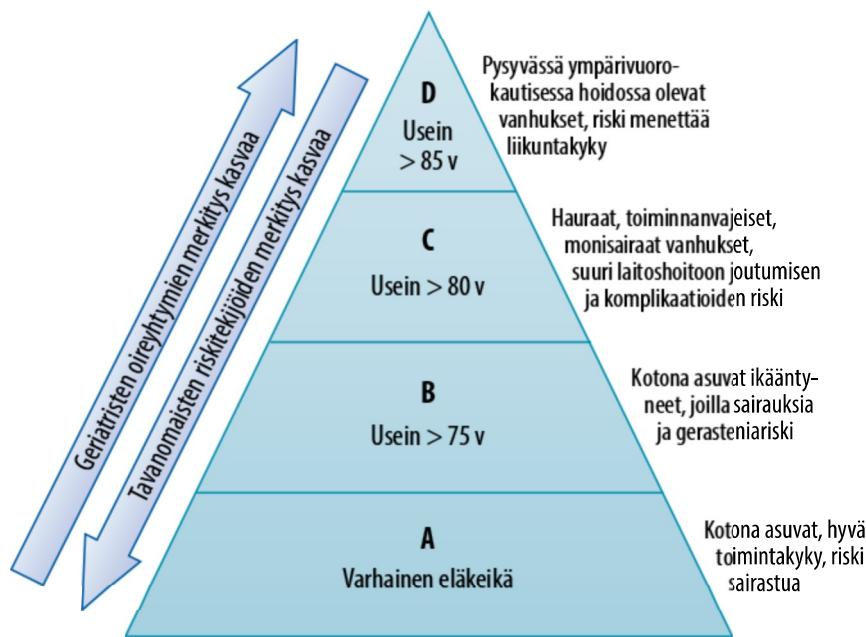 Geriatristen oireyhtymien merkitys kasvaa
Tavanomaisten riskitekijöiden merkitys kasvaa
D
Usein
> 85 v
Pysyvässä ympärivuoro-
kautisessa hoidossa olevat
vanhukset, riski menettää
liikuntakyky
C
Usein > 80 v
Hauraat, toiminnanvajeiset,
monisairaat vanhukset,
suuri laitoshoitoon joutumisen
ja komplikaatioiden riski
B
Usein > 75 v
Kotona asuvat ikäänty-
neet, joilla sairauksia
ja gerasteniariski
A
Varhainen eläkeikä
Kotona asuvat, hyvä
toimintakyky, riski
sairastua